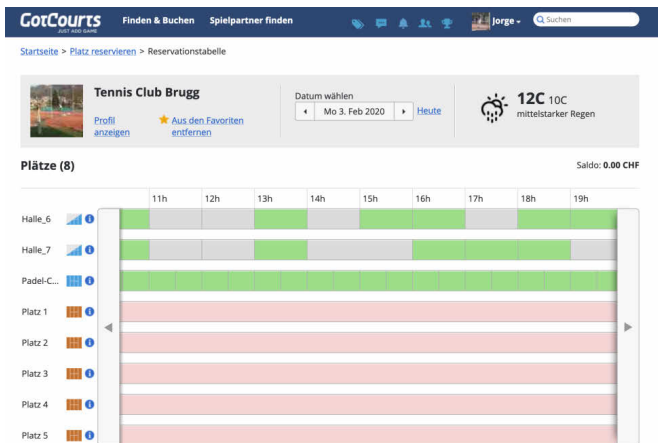 GotCourts
JUST ADD GAME
Finden & Buchen
Spielpartner finden
Jorge
Suchen
Startseite > Platz reservieren > Reservationstabelle
Tennis Club Brugg
Profil anzeigen
Aus den Favoriten entfernen
Datum wählen
Mo 3. Feb 2020
Heute
12C 10C
mittelstarker Regen
Plätze (8)
Saldo: 0.00 CHF
11h 12h 13h 14h 15h 16h 17h 18h 19h
Halle_6
Halle_7
Padel-C...
Platz 1
Platz 2
Platz 3
Platz 4
Platz 5